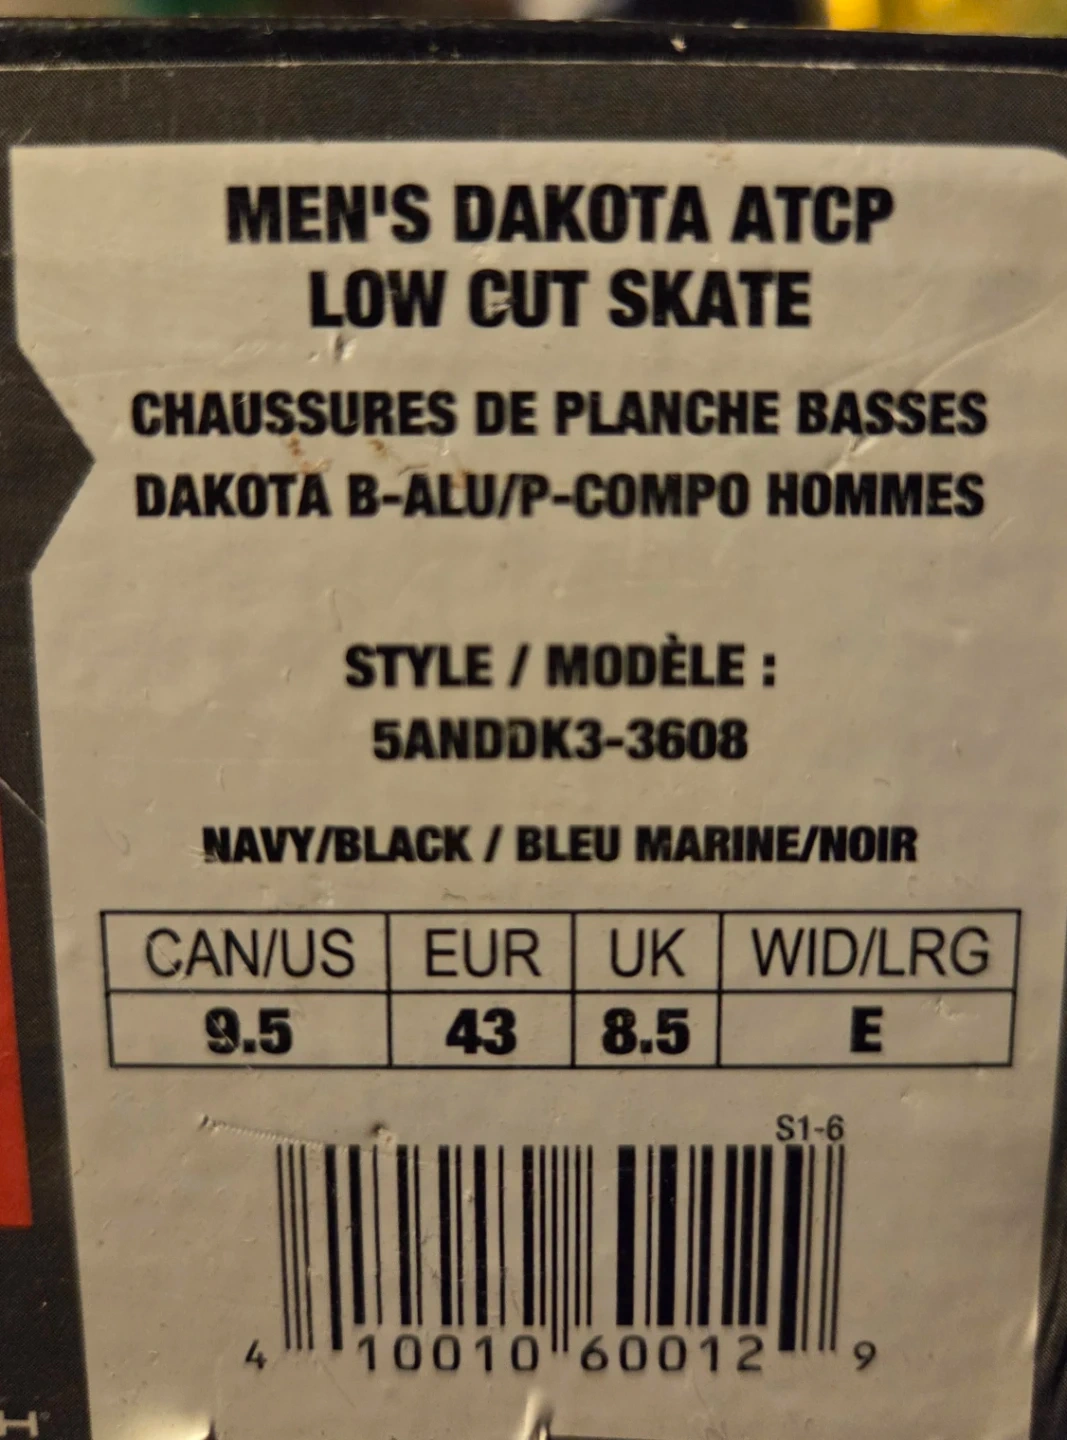 MEN'S DAKOTA ATCP
LOW CUT SKATE
CHAUSSURES DE PLANCHE BASSES
DAKOTA B-ALU/P-COMPO HOMMES
STYLE / MODÈLE :
5ANDDK3-3608
NAVY/BLACK / BLEU MARINE/NOIR
CAN/US EUR UK WID/LRG
9.5 43 8.5 E
S1-6
4 10010 60012 9